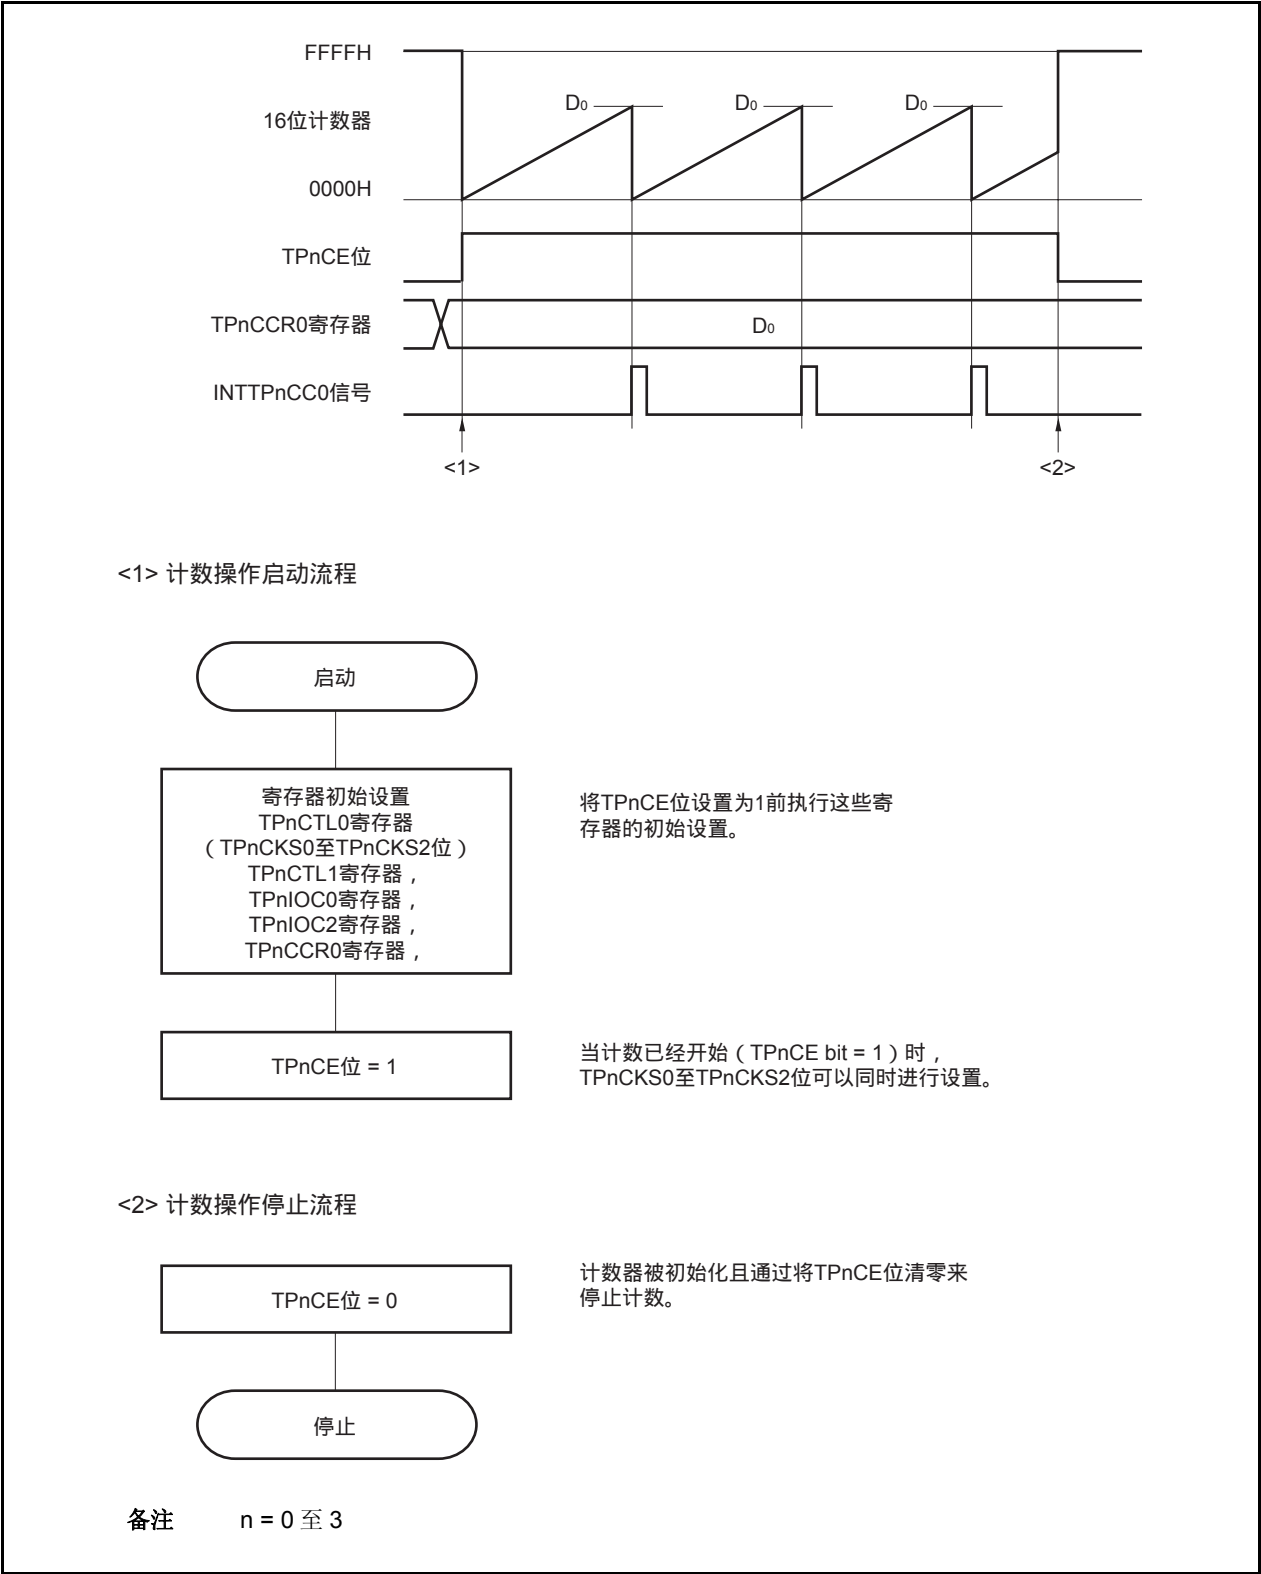 FFFFH
D0
D0
D0
16位计数器
0000H
TPnCE位
TPnCCR0寄存器
D0
INTTPnCC0信号
<1>
<2>
<1> 计数操作启动流程
启动
寄存器初始设置
TPnCTL0寄存器
（TPnCKS0至TPnCKS2位）
TPnCTL1寄存器，
TPnIOC0寄存器，
TPnIOC2寄存器，
TPnCCR0寄存器，
将TPnCE位设置为1前执行这些寄
存器的初始设置。
TPnCE位 = 1
当计数已经开始（TPnCE bit = 1）时，
TPnCKS0至TPnCKS2位可以同时进行设置。
<2> 计数操作停止流程
TPnCE位 = 0
计数器被初始化且通过将TPnCE位清零来
停止计数。
停止
备注 n = 0 至 3